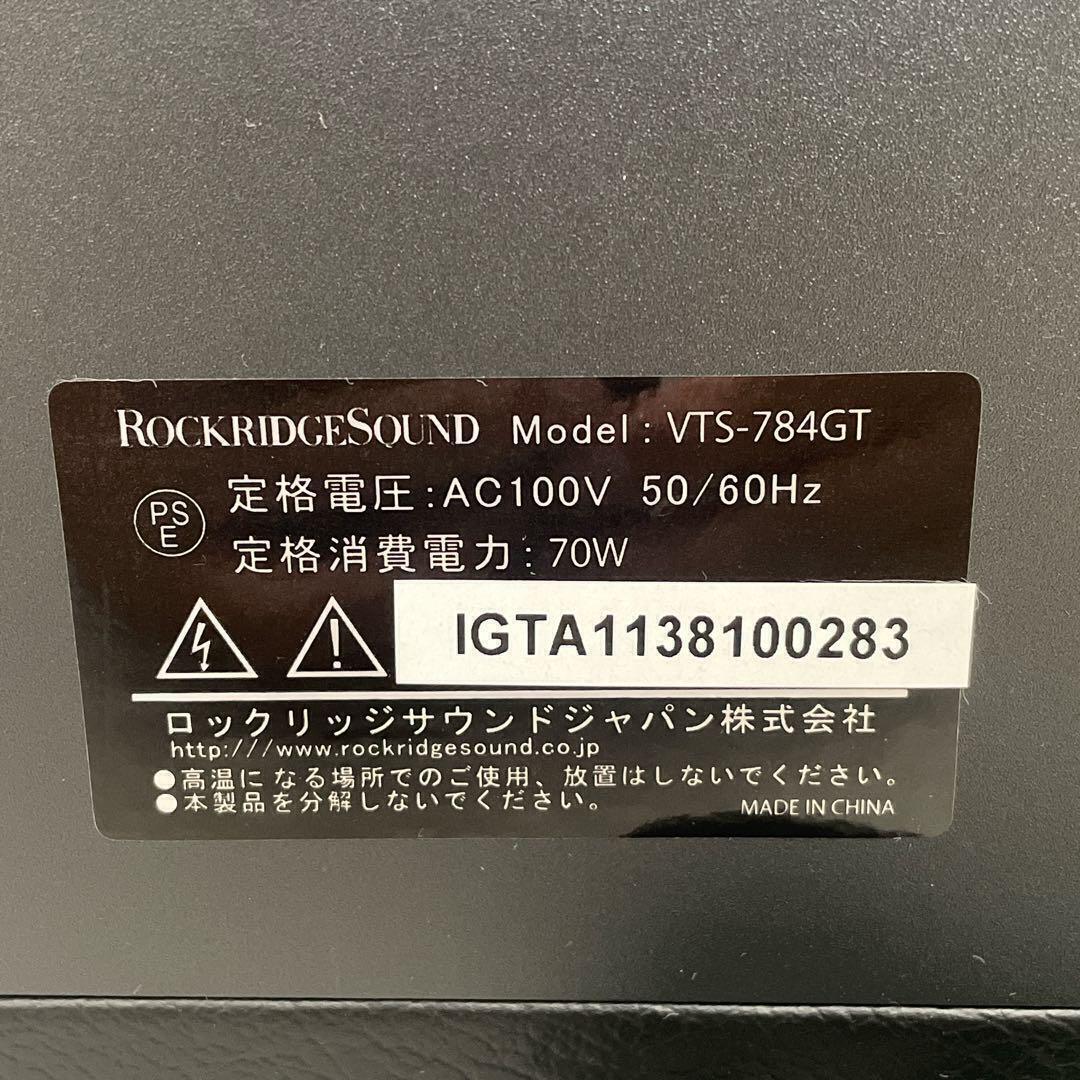 ROCKRIDGESOUND Model: VTS-784GT
PSE 定格電圧:AC100V 50/60Hz
定格消費電力:70W
IGTA1138100283
ロックリッジサウンドジャパン株式会社
http:///www.rockridgesound.co.jp
●高温になる場所でのご使用、放置はしないでください。
●本製品を分解しないでください。
MADE IN CHINA